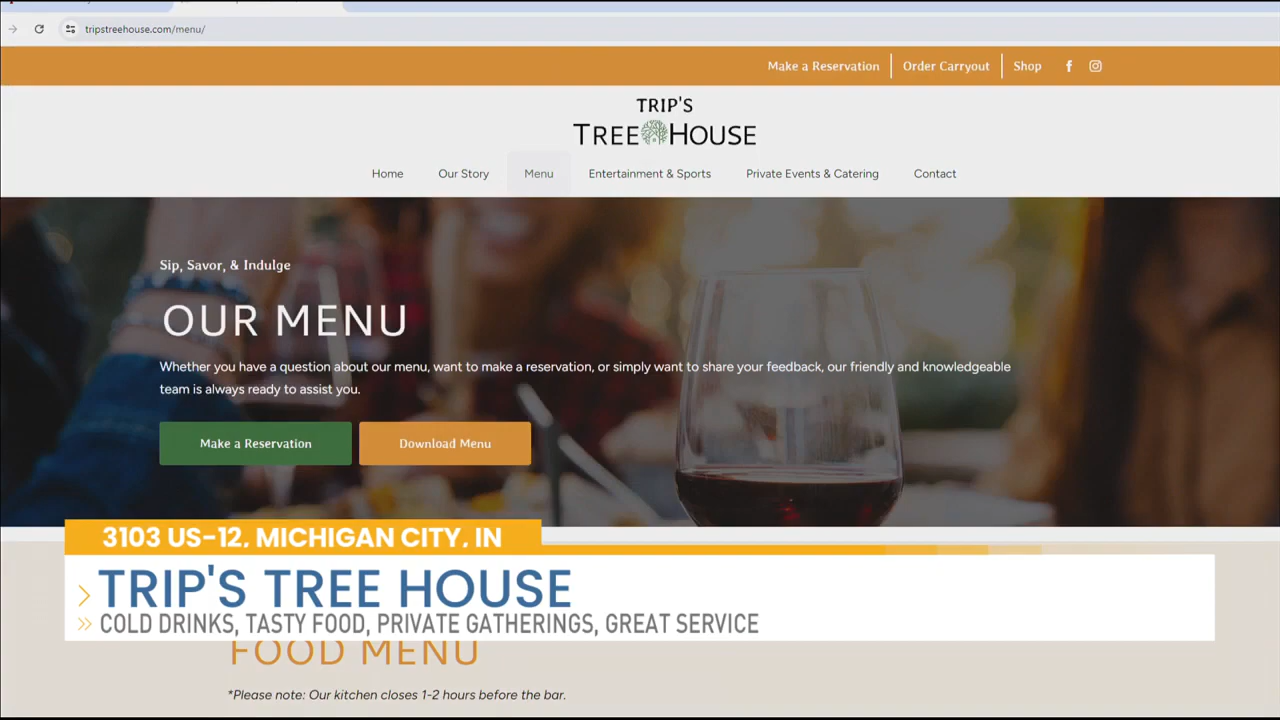 tripstreehouse.com/menu/
Make a Reservation
Order Carryout
Shop
TRIP'S
TREE HOUSE
Home
Our Story
Menu
Entertainment & Sports
Private Events & Catering
Contact
Sip, Savor, & Indulge
OUR MENU
Whether you have a question about our menu, want to make a reservation, or simply want to share your feedback, our friendly and knowledgeable
team is always ready to assist you.
Make a Reservation
Download Menu
3103 US-12, MICHIGAN CITY, IN
TRIP'S TREE HOUSE
COLD DRINKS, TASTY FOOD, PRIVATE GATHERINGS, GREAT SERVICE
FOOD MENU
*Please note: Our kitchen closes 1-2 hours before the bar.